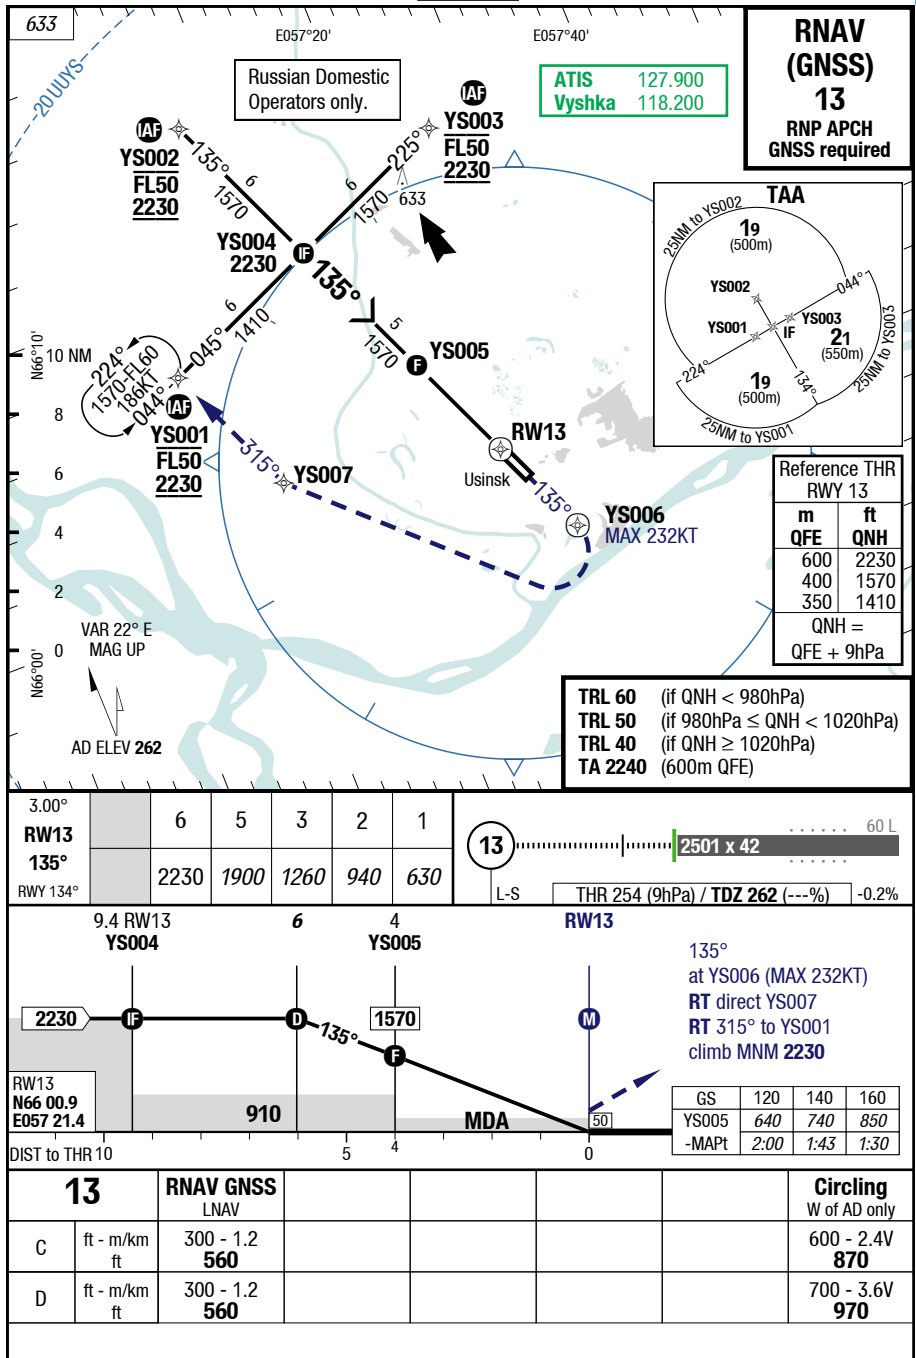 633
E057°20'
E057°40'
20UUYS
Russian Domestic
Operators only.
ATIS 127.900
Vyshka 118.200
RNAV
(GNSS)
13
RNP APCH
GNSS required
IAF
YS002
FL50
2230
135°
6
1570
IAF
YS003
FL50
2230
225°
6
1570
633
YS004
2230
IF
135°
5
1570
F
YS005
6
045°
1410
10 NM
224°
1570-FL60
186KT
044°
IAF
YS001
FL50
2230
315°
YS007
RW13
Usinsk
135°
YS006
MAX 232KT
N66°10'
8
6
4
2
0
N66°00'
VAR 22° E
MAG UP
AD ELEV 262
TAA
25NM to YS002
19
(500m)
YS002
044°
YS001
YS003
IF
21
(550m)
224°
19
(500m)
134°
25NM to YS003
25NM to YS001
Reference THR
RWY 13
m ft
QFE QNH
600 2230
400 1570
350 1410
QNH =
QFE + 9hPa
TRL 60 (if QNH < 980hPa)
TRL 50 (if 980hPa ≤ QNH < 1020hPa)
TRL 40 (if QNH ≥ 1020hPa)
TA 2240 (600m QFE)
3.00°
RW13
135°
RWY 134°
6 5 3 2 1
2230 1900 1260 940 630
13
L-S
60 L
2501 x 42
THR 254 (9hPa) / TDZ 262 (---%) -0.2%
9.4 RW13
YS004
6
4
YS005
RW13
2230
IF
D
135°
1570
F
M
135°
at YS006 (MAX 232KT)
RT direct YS007
RT 315° to YS001
climb MNM 2230
RW13
N66 00.9
E057 21.4
910
MDA
50
GS 120 140 160
YS005 640 740 850
-MAPt 2:00 1:43 1:30
DIST to THR 10 5 4 0
13
RNAV GNSS
LNAV
Circling
W of AD only
C
ft - m/km
ft
300 - 1.2
560
600 - 2.4V
870
D
ft - m/km
ft
300 - 1.2
560
700 - 3.6V
970